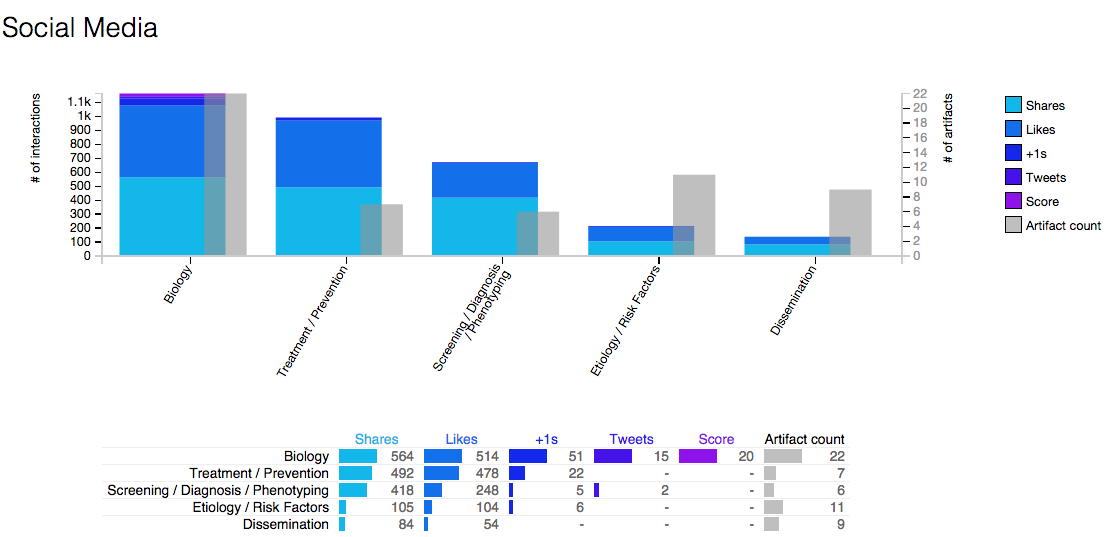 Social Media
# of interactions
1.1k
1k
900
800
700
600
500
400
300
200
100
0
22
20
18
16
14
12
10
8
6
4
2
0
# of artifacts
Shares
Likes
+1s
Tweets
Score
Artifact count
Biology
Treatment / Prevention
Screening / Diagnosis
/ Phenotyping
Etiology / Risk Factors
Dissemination
Shares Likes +1s Tweets Score Artifact count
Biology 564 514 51 15 20 22
Treatment / Prevention 492 478 22 - - 7
Screening / Diagnosis / Phenotyping 418 248 5 2 - 6
Etiology / Risk Factors 105 104 6 - - 11
Dissemination 84 54 - - - 9